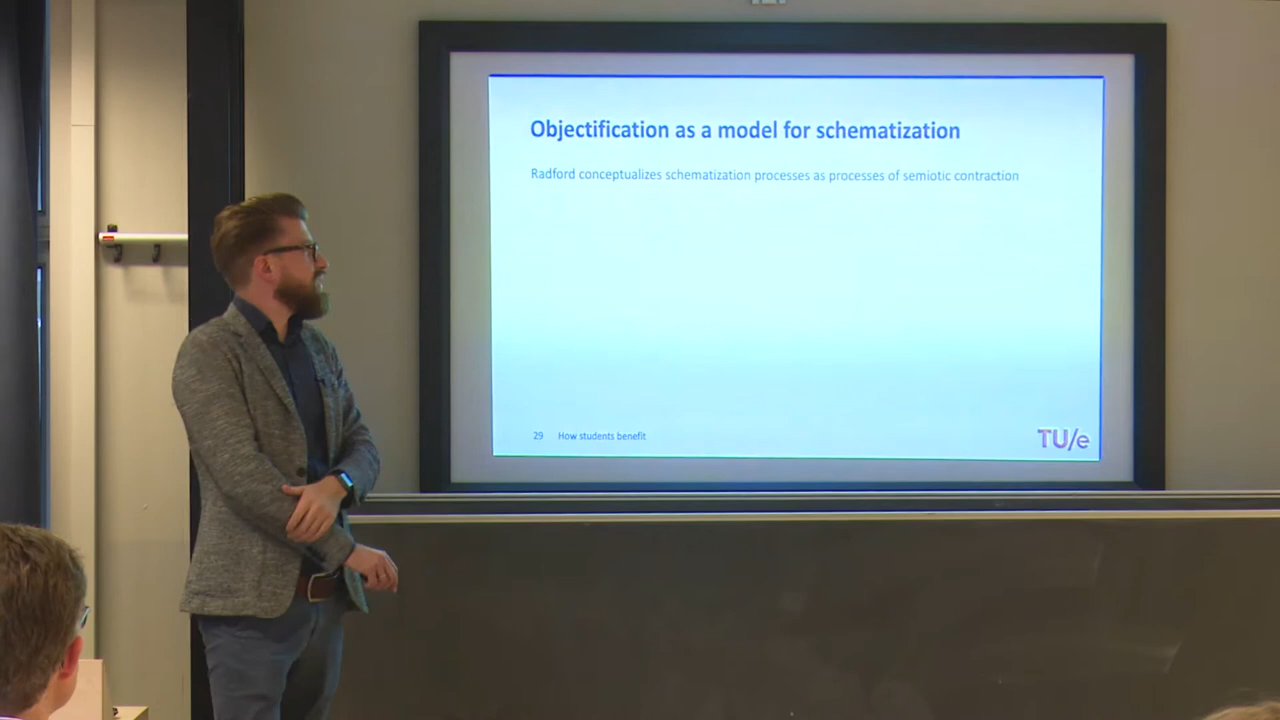 Objectification as a model for schematization
Radford conceptualizes schematization processes as processes of semiotic contraction
29 How students benefit
TU/e